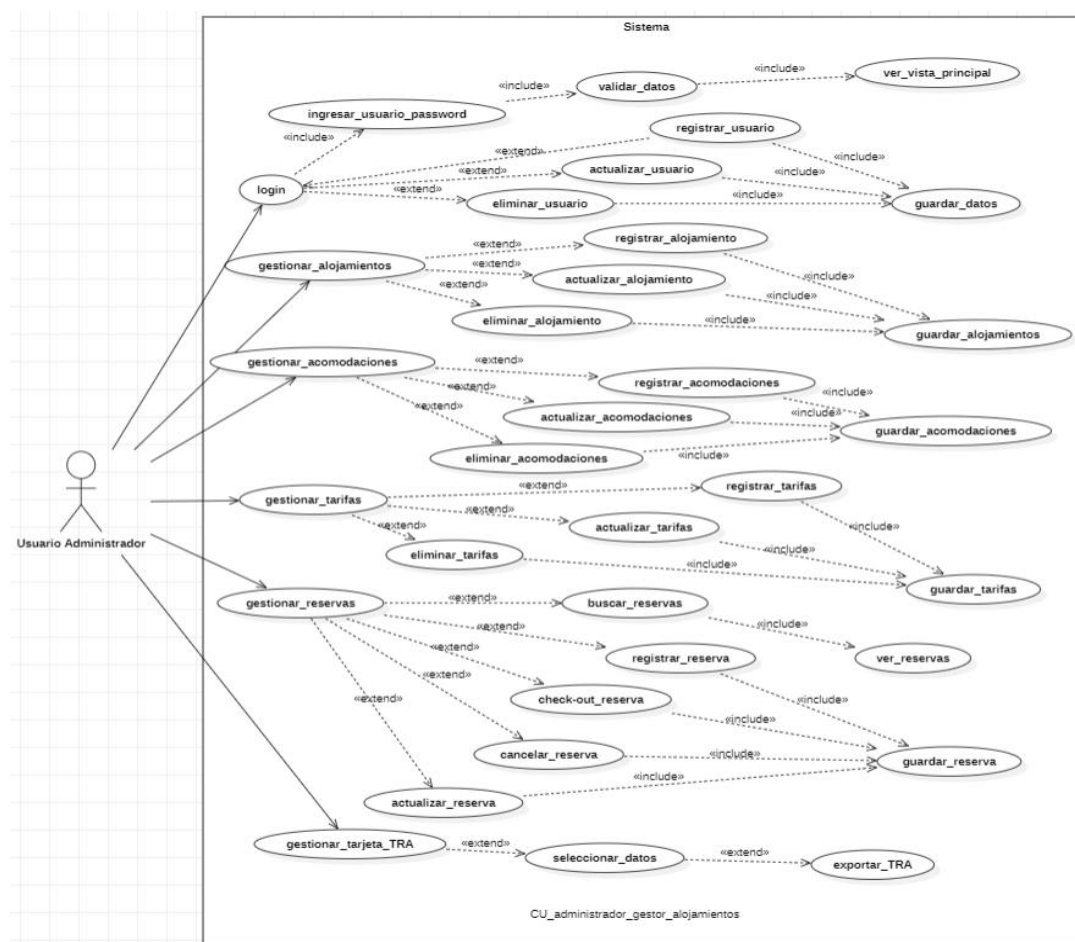 Sistema
«include»
ver_vista_principal
«include»
validar_datos
ingresar_usuario_password
«include»
registrar_usuario
«extend»
actualizar_usuario
«include»
«extend»
login
«extend»
eliminar_usuario
«include»
«include»
guardar_datos
registrar_alojamiento
«extend»
gestionar_alojamientos
«extend»
actualizar_alojamiento
«include»
«extend»
eliminar_alojamiento
«include»
«include»
guardar_alojamientos
gestionar_acomodaciones
«extend»
registrar_acomodaciones
«extend»
«include»
«extend»
actualizar_acomodaciones
«include»
guardar_acomodaciones
eliminar_acomodaciones
«include»
Usuario Administrador
gestionar_tarifas
«extend»
registrar_tarifas
«extend»
actualizar_tarifas
«include»
«extend»
eliminar_tarifas
«include»
«include»
guardar_tarifas
gestionar_reservas
«extend»
buscar_reservas
«include»
«extend»
registrar_reserva
ver_reservas
«extend»
«extend»
check-out_reserva
«include»
«extend»
«include»
cancelar_reserva
«include»
guardar_reserva
actualizar_reserva
«include»
gestionar_tarjeta_TRA
«extend»
seleccionar_datos
«extend»
exportar_TRA
CU_administrador_gestor_alojamientos